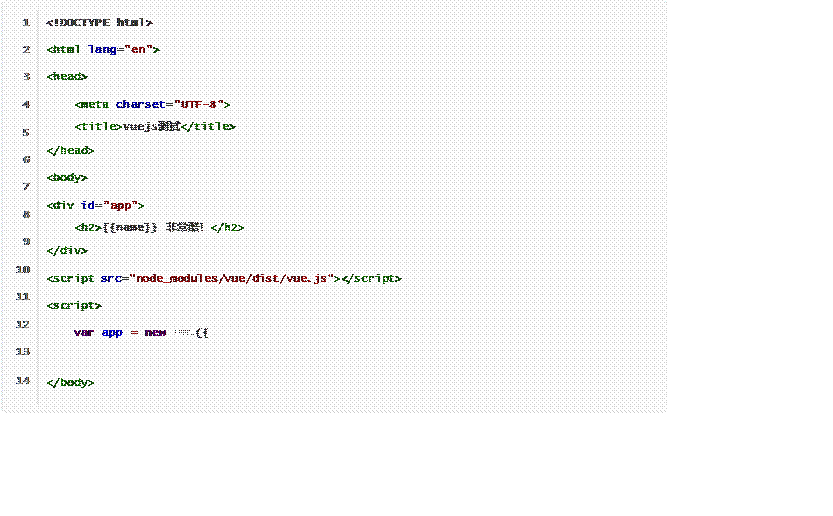 1 <!DOCTYPE html>
2 <html lang="en">
3 <head>
4 <meta charset="UTF-8">
5 <title>vuejs测试</title>
6 </head>
7 <body>
8 <div id="app">
9 <h2>{{name}} 非常酷! </h2>
10 </div>
11 <script src="node_modules/vue/dist/vue.js"></script>
12 <script>
13 var app = new ({
14 </body>